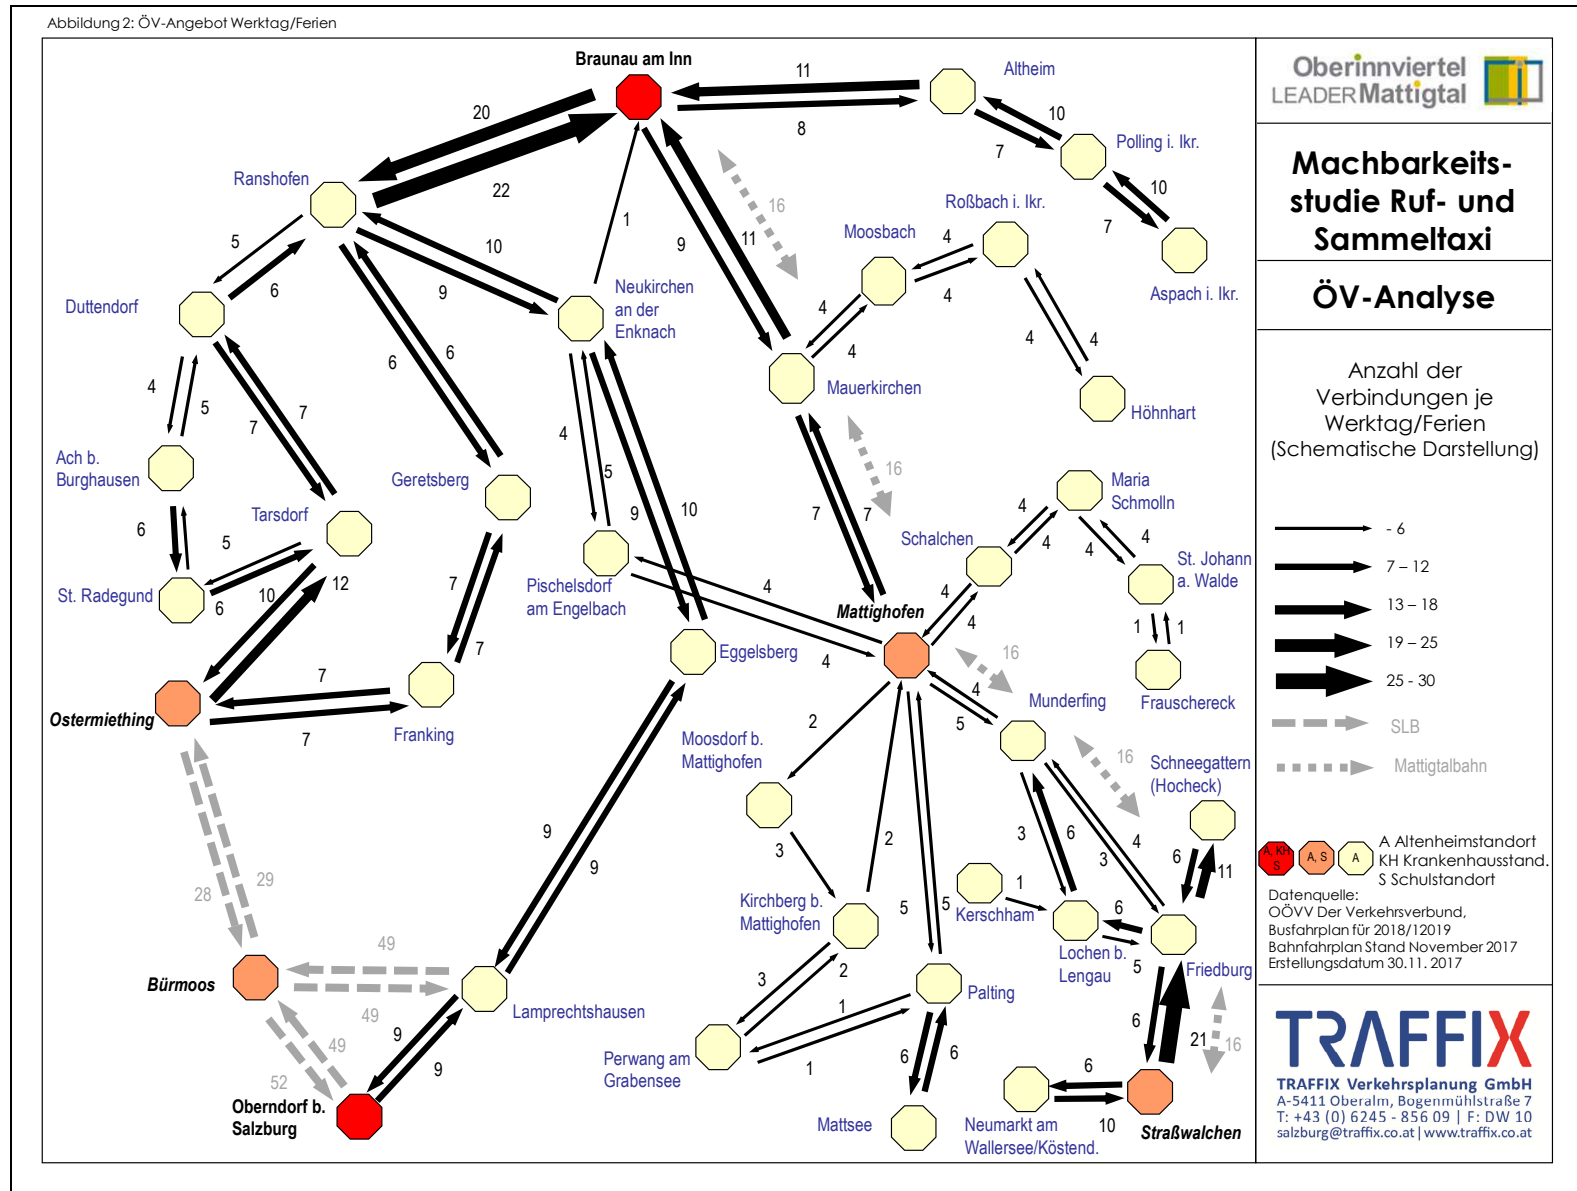 Abbildung 2: ÖV-Angebot Werktag/Ferien
Braunau am Inn
Altheim
11
8
20
22
10
7
Polling i. Ikr.
10
7
Aspach i. Ikr.
Ranshofen
5
6
10
9
1
9
11
16
Roßbach i. Ikr.
Moosbach
4
4
4
4
4
4
Höhnhart
Duttendorf
Neukirchen
an der
Enknach
Mauerkirchen
6
6
4
5
7
7
4
5
9
10
7
7
16
Ach b.
Burghausen
Geretsberg
Tarsdorf
6
5
6
St. Radegund
10
12
7
7
Pischelsdorf
am Engelbach
4
4
Mattighofen
Schalchen
4
4
Maria
Schmolln
4
4
4
4
St. Johann
a. Walde
1
1
Frauschereck
Eggelsberg
Ostermiething
7
7
Franking
16
4
5
Munderfing
2
Moosdorf b.
Mattighofen
3
2
16
Schneegattern
(Hocheck)
3
6
4
3
6
11
9
9
28
29
Kirchberg b.
Mattighofen
5
5
Kerschham
1
6
5
Lochen b.
Lengau
Friedburg
Bürmoos
49
49
Lamprechtshausen
3
2
1
1
Palting
6
21
16
49
52
9
9
Perwang am
Grabensee
6
6
Mattsee
Oberndorf b.
Salzburg
6
10
Neumarkt am
Wallersee/Köstend.
Straßwalchen
Oberinnviertel
LEADER Mattigtal
Machbarkeits-
studie Ruf- und
Sammeltaxi
ÖV-Analyse
Anzahl der
Verbindungen je
Werktag/Ferien
(Schematische Darstellung)
- 6
7 – 12
13 – 18
19 – 25
25 - 30
SLB
Mattigtalbahn
A, KH
S
A, S
A
A Altenheimstandort
KH Krankenhausstand.
S Schulstandort
Datenquelle:
OÖVV Der Verkehrsverbund,
Busfahrplan für 2018/12019
Bahnfahrplan Stand November 2017
Erstellungsdatum 30.11. 2017
TRAFFIX
TRAFFIX Verkehrsplanung GmbH
A-5411 Oberalm, Bogenmühlstraße 7
T: +43 (0) 6245 - 856 09 | F: DW 10
salzburg@traffix.co.at | www.traffix.co.at